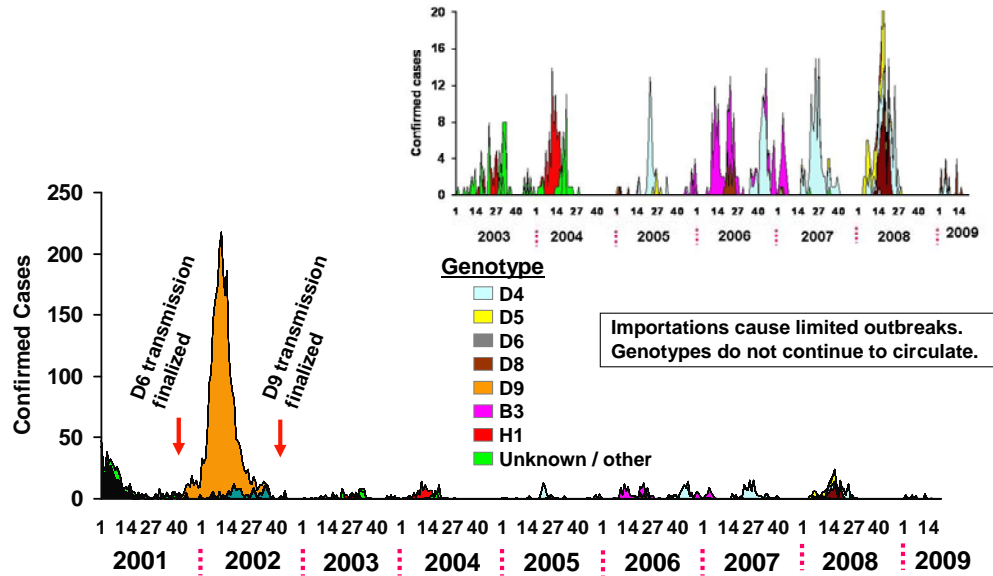 20
16
12
8
4
0
Confirmed cases
1 14 27 40 1 14 27 40 1 14 27 40 1 14 27 40 1 14 27 40 1 14 27 40 1 14
2003 2004 2005 2006 2007 2008 2009
250
200
150
100
50
0
Confirmed Cases
D6 transmission
finalized
D9 transmission
finalized
Genotype
D4
D5
D6
D8
D9
B3
H1
Unknown / other
Importations cause limited outbreaks.
Genotypes do not continue to circulate.
1 14 27 40 1 14 27 40 1 14 27 40 1 14 27 40 1 14 27 40 1 14 27 40 1 14 27 40 1 14 27 40 1 14
2001 2002 2003 2004 2005 2006 2007 2008 2009